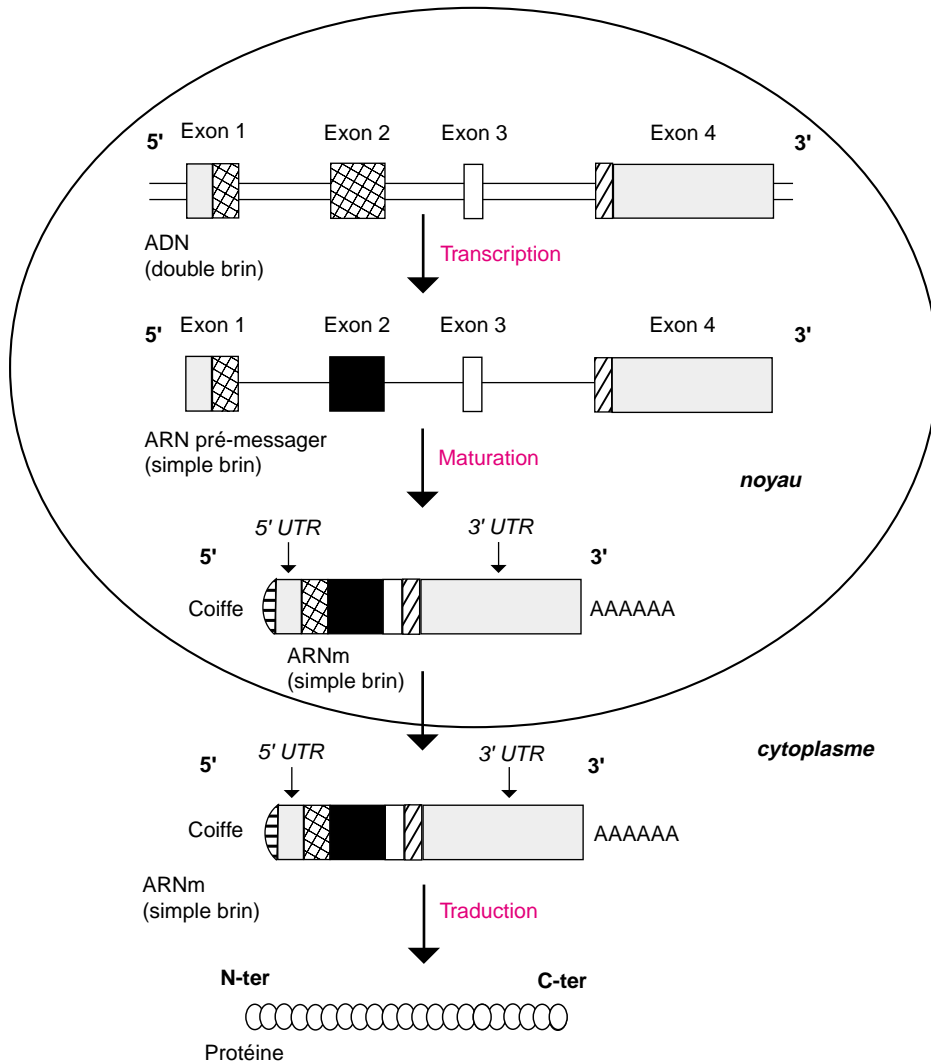 5' Exon 1 Exon 2 Exon 3 Exon 4 3'
ADN
(double brin)
Transcription
5' Exon 1 Exon 2 Exon 3 Exon 4 3'
ARN pré-messager
(simple brin)
Maturation
noyau
5' UTR 3' UTR
5' 3'
Coiffe AAAAAA
ARNm
(simple brin)
cytoplasme
5' 5' UTR 3' UTR 3'
Coiffe AAAAAA
ARNm
(simple brin)
Traduction
N-ter C-ter
Protéine